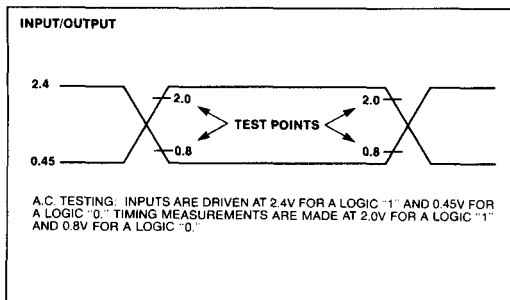 INPUT/OUTPUT
2.4
2.0
2.0
TEST POINTS
0.8
0.8
0.45
A.C. TESTING: INPUTS ARE DRIVEN AT 2.4V FOR A LOGIC "1" AND 0.45V FOR
A LOGIC "0." TIMING MEASUREMENTS ARE MADE AT 2.0V FOR A LOGIC "1"
AND 0.8V FOR A LOGIC "0."